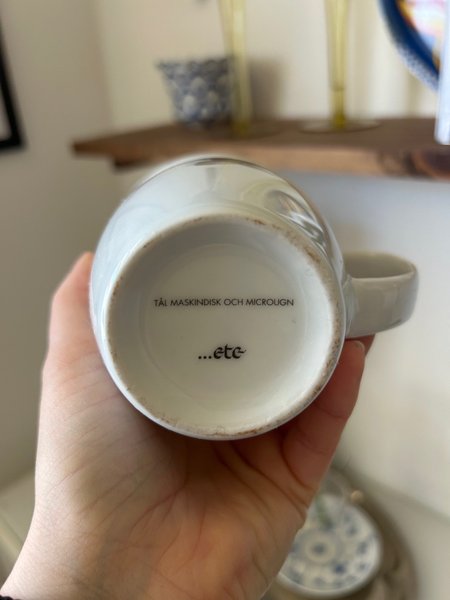 TÅL MASKINDISK OCH MICROUGN
...etc